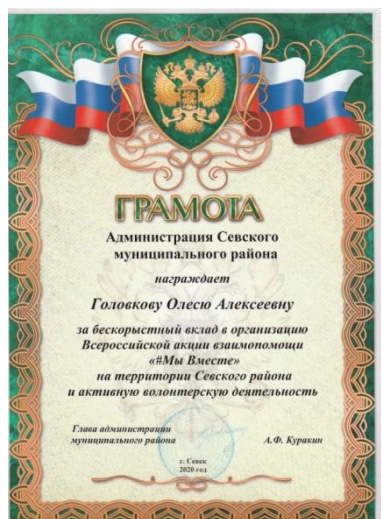 ГРАМОТА
Администрация Севского
муниципального района
награждает
Головкову Олесю Алексеевну
за бескорыстный вклад в организацию
Всероссийской акции взаимопомощи
«#Мы Вместе»
на территории Севского района
и активную волонтерскую деятельность
Глава администрации
муниципального района А.Ф. Куракин
г. Севск
2020 год